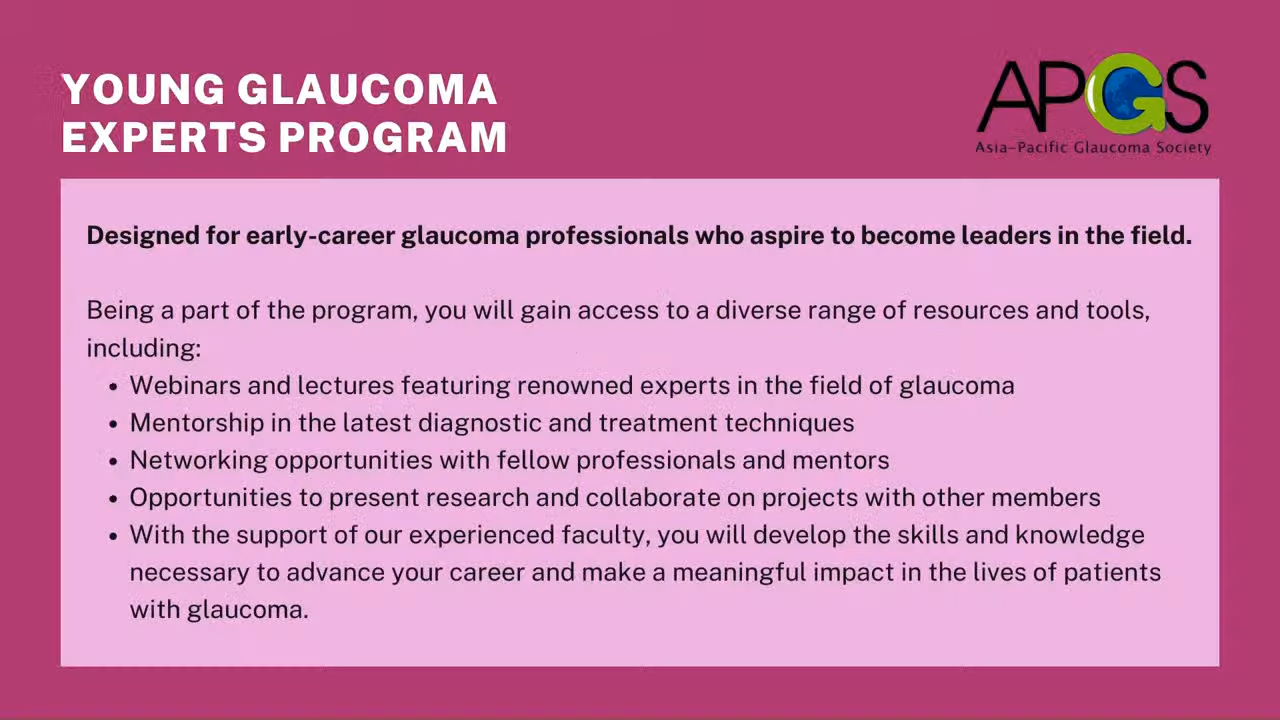 YOUNG GLAUCOMA
EXPERTS PROGRAM
APGS
Asia-Pacific Glaucoma Society
Designed for early-career glaucoma professionals who aspire to become leaders in the field.
Being a part of the program, you will gain access to a diverse range of resources and tools,
including:
• Webinars and lectures featuring renowned experts in the field of glaucoma
• Mentorship in the latest diagnostic and treatment techniques
• Networking opportunities with fellow professionals and mentors
• Opportunities to present research and collaborate on projects with other members
• With the support of our experienced faculty, you will develop the skills and knowledge
necessary to advance your career and make a meaningful impact in the lives of patients
with glaucoma.